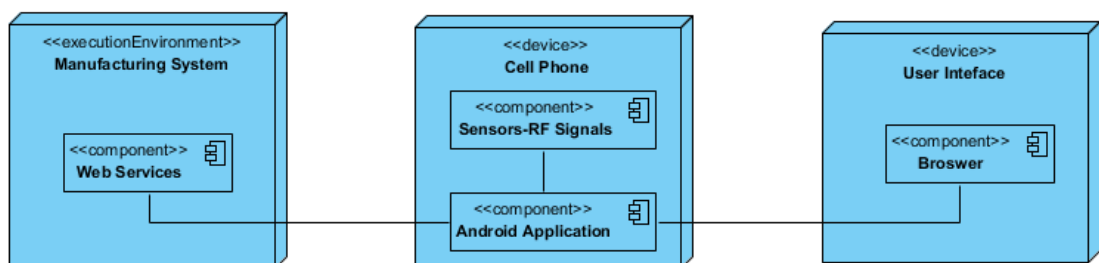 <<executionEnvironment>>
Manufacturing System
<<component>>
Web Services
<<device>>
Cell Phone
<<component>>
Sensors-RF Signals
<<component>>
Android Application
<<device>>
User Inteface
<<component>>
Broswer